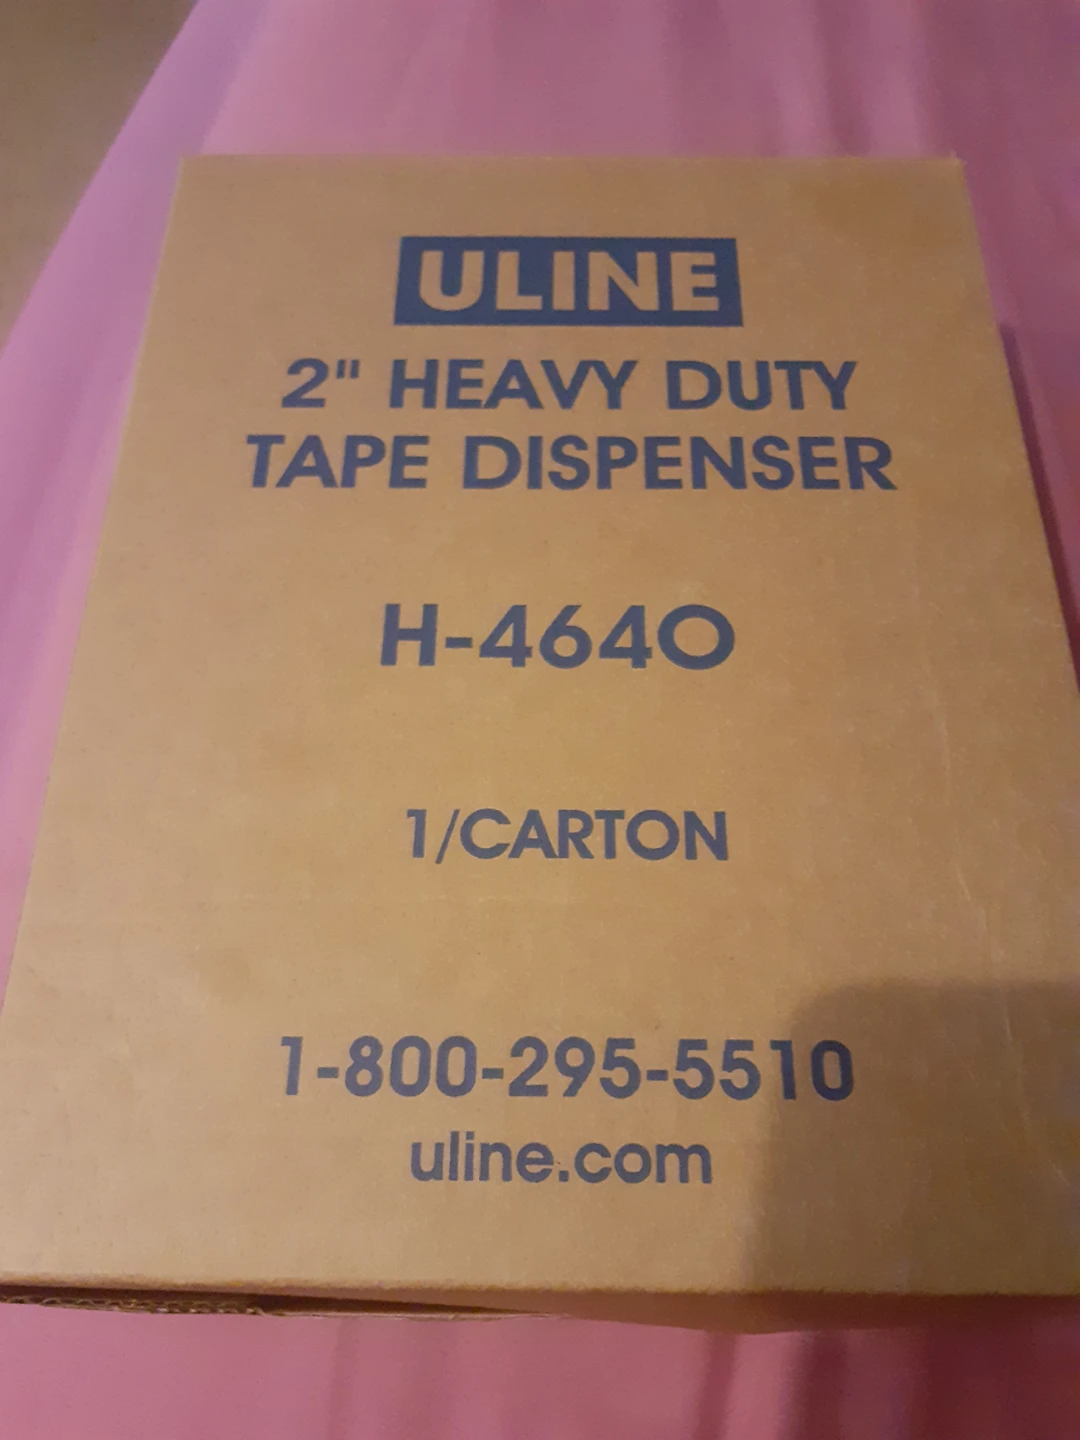 ULINE
2" HEAVY DUTY
TAPE DISPENSER
H-4640
1/CARTON
1-800-295-5510
uline.com